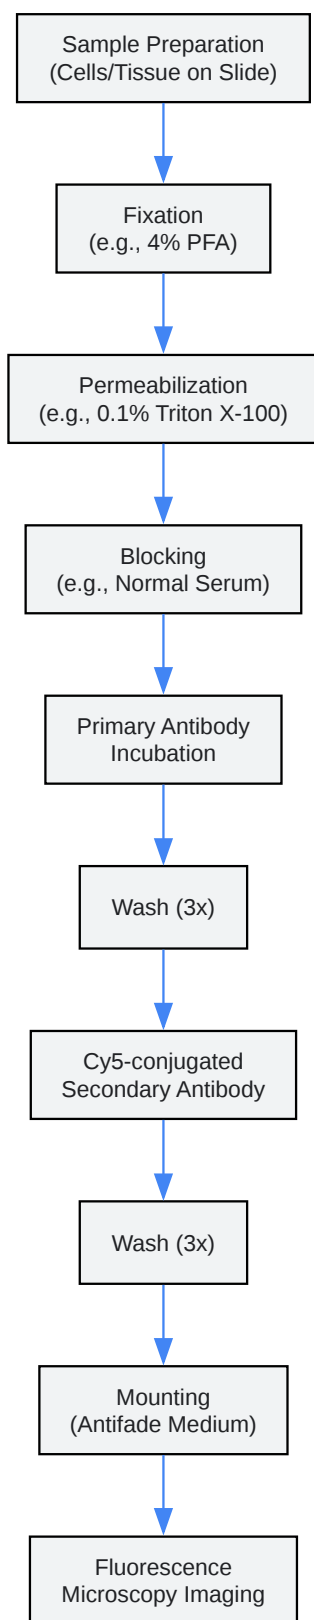 Sample Preparation
(Cells/Tissue on Slide)
Fixation
(e.g., 4% PFA)
Permeabilization
(e.g., 0.1% Triton X-100)
Blocking
(e.g., Normal Serum)
Primary Antibody
Incubation
Wash (3x)
Cy5-conjugated
Secondary Antibody
Wash (3x)
Mounting
(Antifade Medium)
Fluorescence
Microscopy Imaging